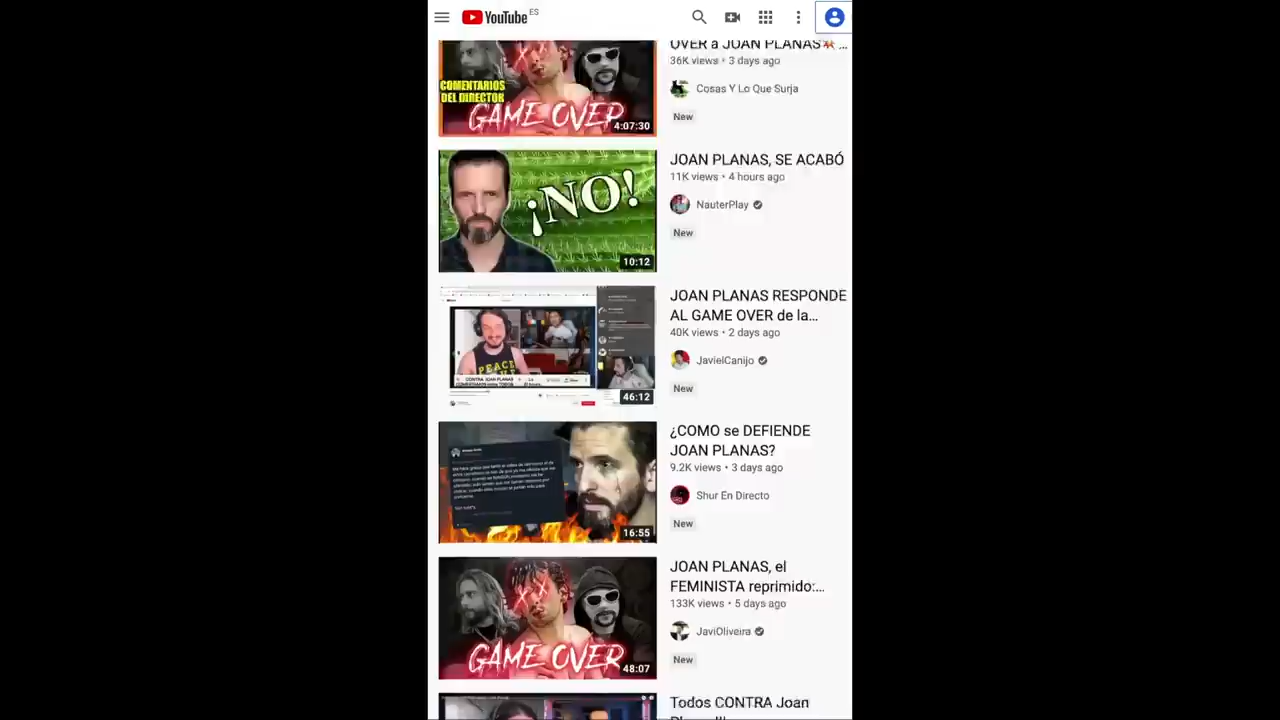 YouTube ES
OVER a JOAN PLANAS💥...
36K views • 3 days ago
COMENTARIOS
DEL DIRECTOR
Cosas Y Lo Que Surja
GAME OVER
4:07:30
New
JOAN PLANAS, SE ACABÓ
11K views • 4 hours ago
¡NO!
NauterPlay
New
10:12
JOAN PLANAS RESPONDE
AL GAME OVER de la...
40K views • 2 days ago
JavielCanijo
PEACE
CONTRA JOAN PLANAS
New
46:12
¿COMO se DEFIENDE
JOAN PLANAS?
9.2K views • 3 days ago
Shur En Directo
New
16:55
JOAN PLANAS, el
FEMINISTA reprimido:...
133K views • 5 days ago
JaviOliveira
GAME OVER
New
48:07
Todos CONTRA Joan